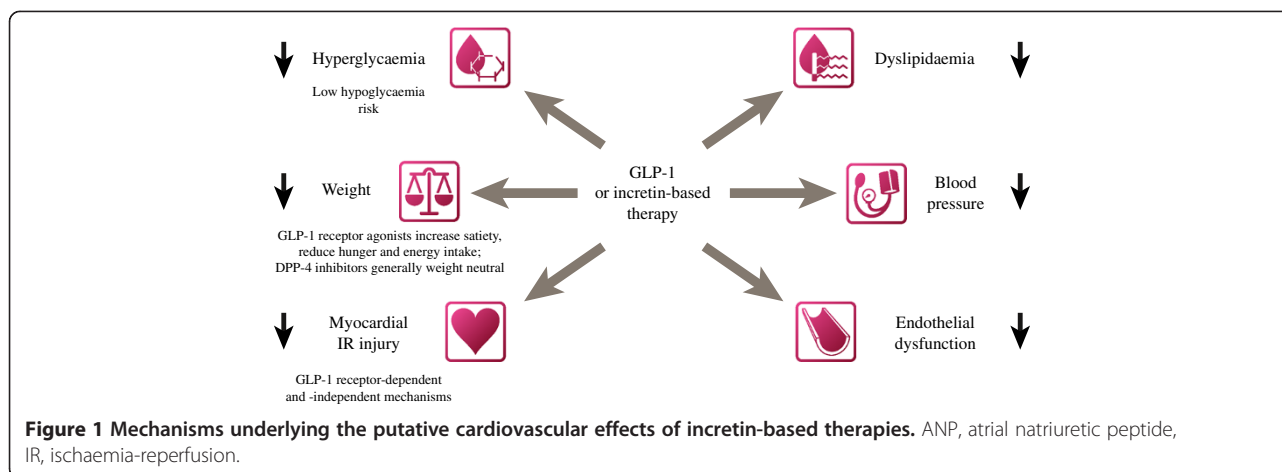 Hyperglycaemia
Low hypoglycaemia
risk
Dyslipidaemia
GLP-1
or incretin-based
therapy
Weight
GLP-1 receptor agonists increase satiety,
reduce hunger and energy intake;
DPP-4 inhibitors generally weight neutral
Blood
pressure
Myocardial
IR injury
GLP-1 receptor-dependent
and -independent mechanisms
Endothelial
dysfunction
Figure 1 Mechanisms underlying the putative cardiovascular effects of incretin-based therapies. ANP, atrial natriuretic peptide,
IR, ischaemia-reperfusion.